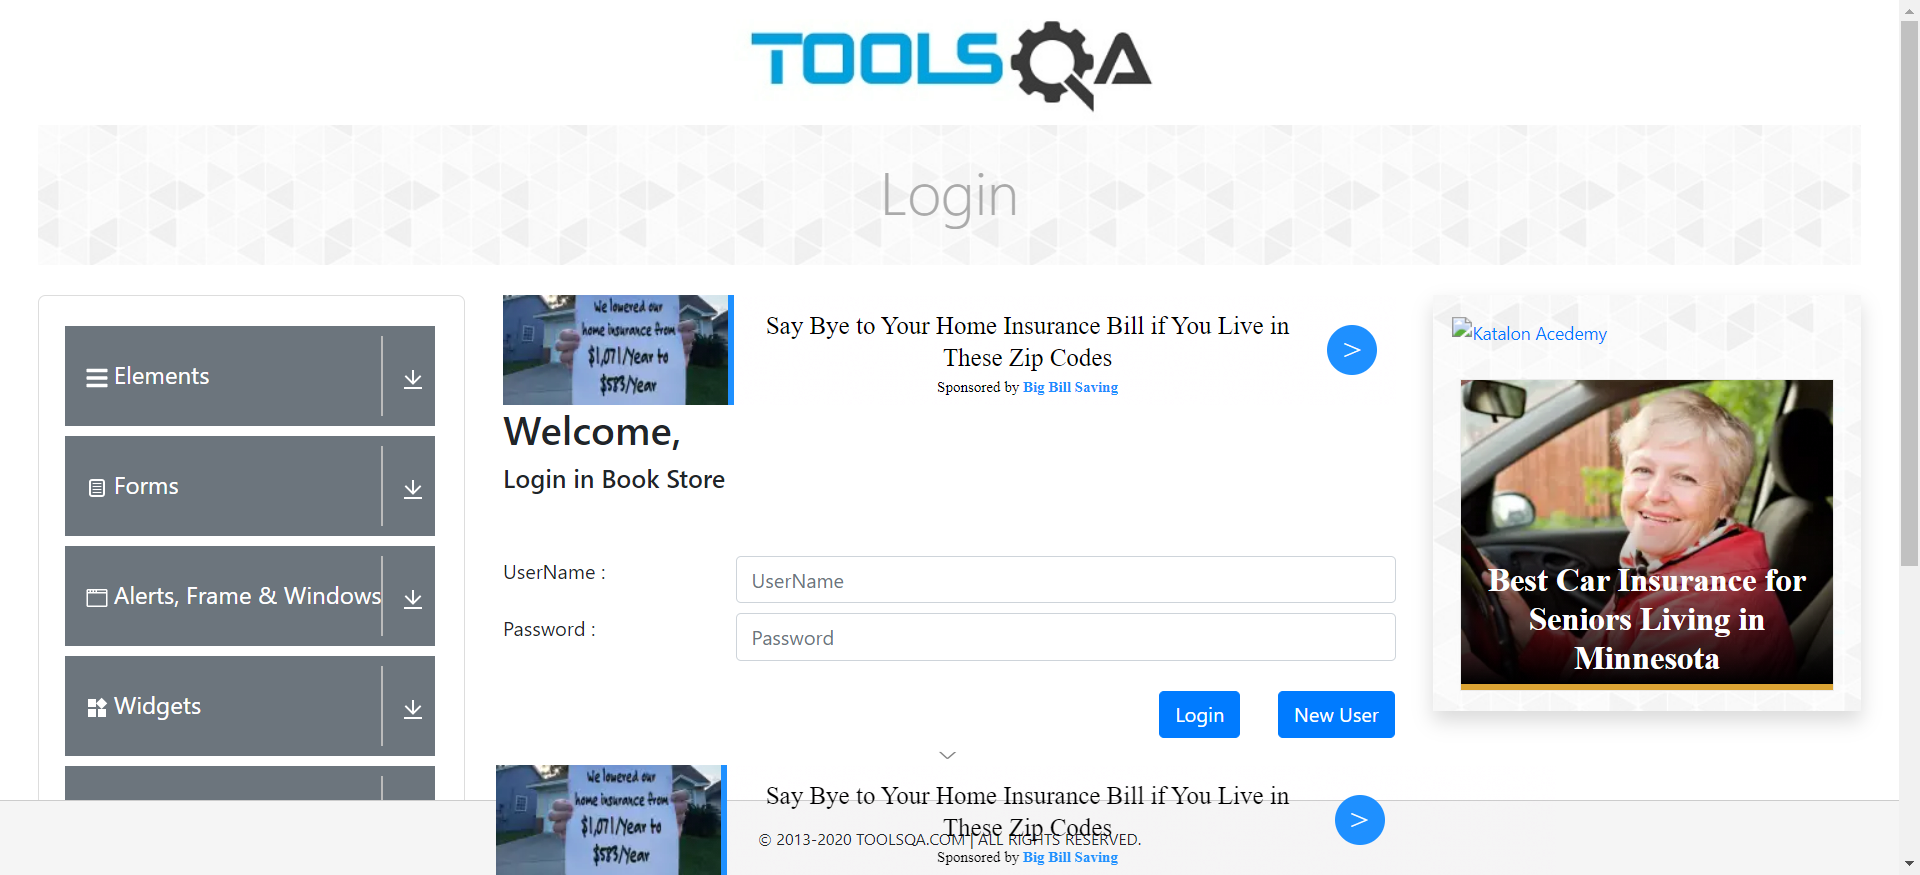 TOOLSQA
Login
Elements
Forms
Alerts, Frame & Windows
Widgets
We lowered our
home insurance from
$1,071/Year to
$583/Year
Say Bye to Your Home Insurance Bill if You Live in
These Zip Codes
Sponsored by Big Bill Saving
>
Welcome,
Login in Book Store
UserName :
UserName
Password :
Password
Login
New User
Katalon Acedemy
Best Car Insurance for
Seniors Living in
Minnesota
We lowered our
home insurance from
$1,071/Year to
$583/Year
Say Bye to Your Home Insurance Bill if You Live in
These Zip Codes
Sponsored by Big Bill Saving
>
© 2013-2020 TOOLSQA.COM | ALL RIGHTS RESERVED.